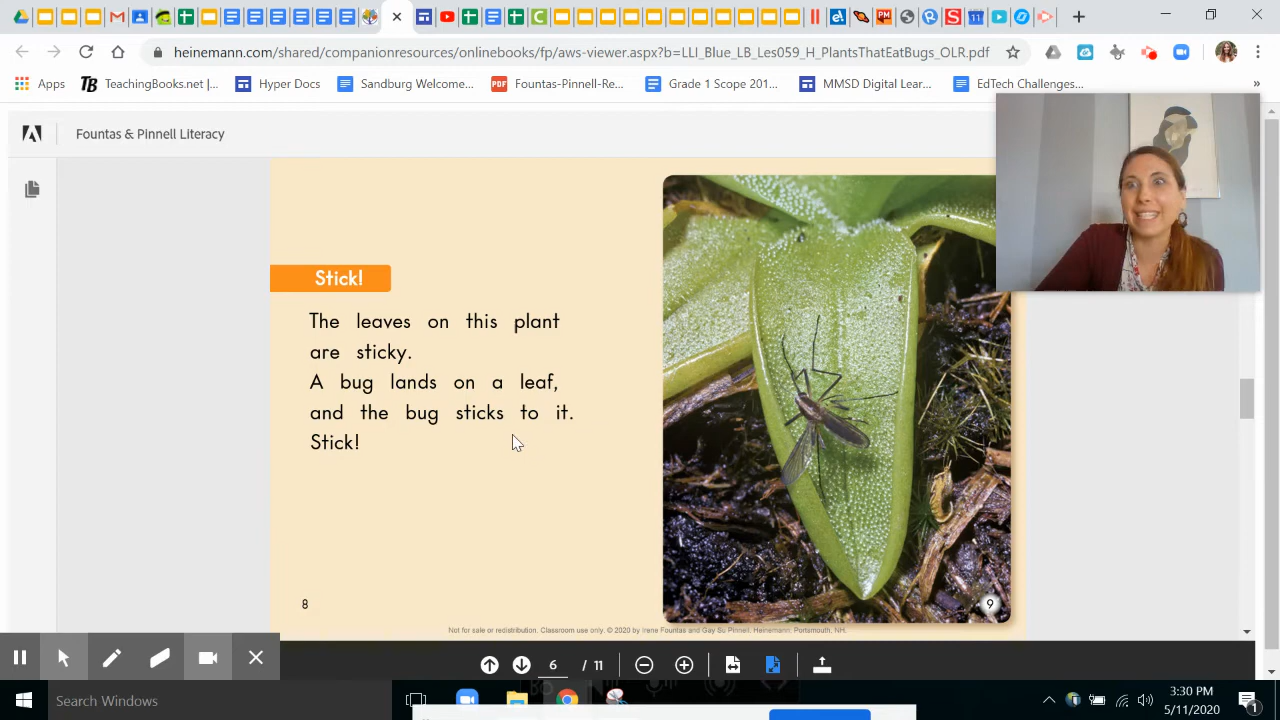 heinemann.com/shared/companionresources/onlinebooks/fp/aws-viewer.aspx?b=LLI_Blue_LB_Les059_H_PlantsThatEatBugs_OLR.pdf
Apps TB TeachingBooks.net |... Hyper Docs Sandburg Welcome... PDF Fountas-Pinnell-Re... Grade 1 Scope 201... MMSD Digital Lear... EdTech Challenges... »
Fountas & Pinnell Literacy
Stick!
The leaves on this plant
are sticky.
A bug lands on a leaf,
and the bug sticks to it.
Stick!
8
9
Not for sale or redistribution. Classroom use only. © 2020 by Irene Fountas and Gay Su Pinnell. Heinemann: Portsmouth, NH.
6 / 11
Search Windows
3:30 PM
5/11/2020
1